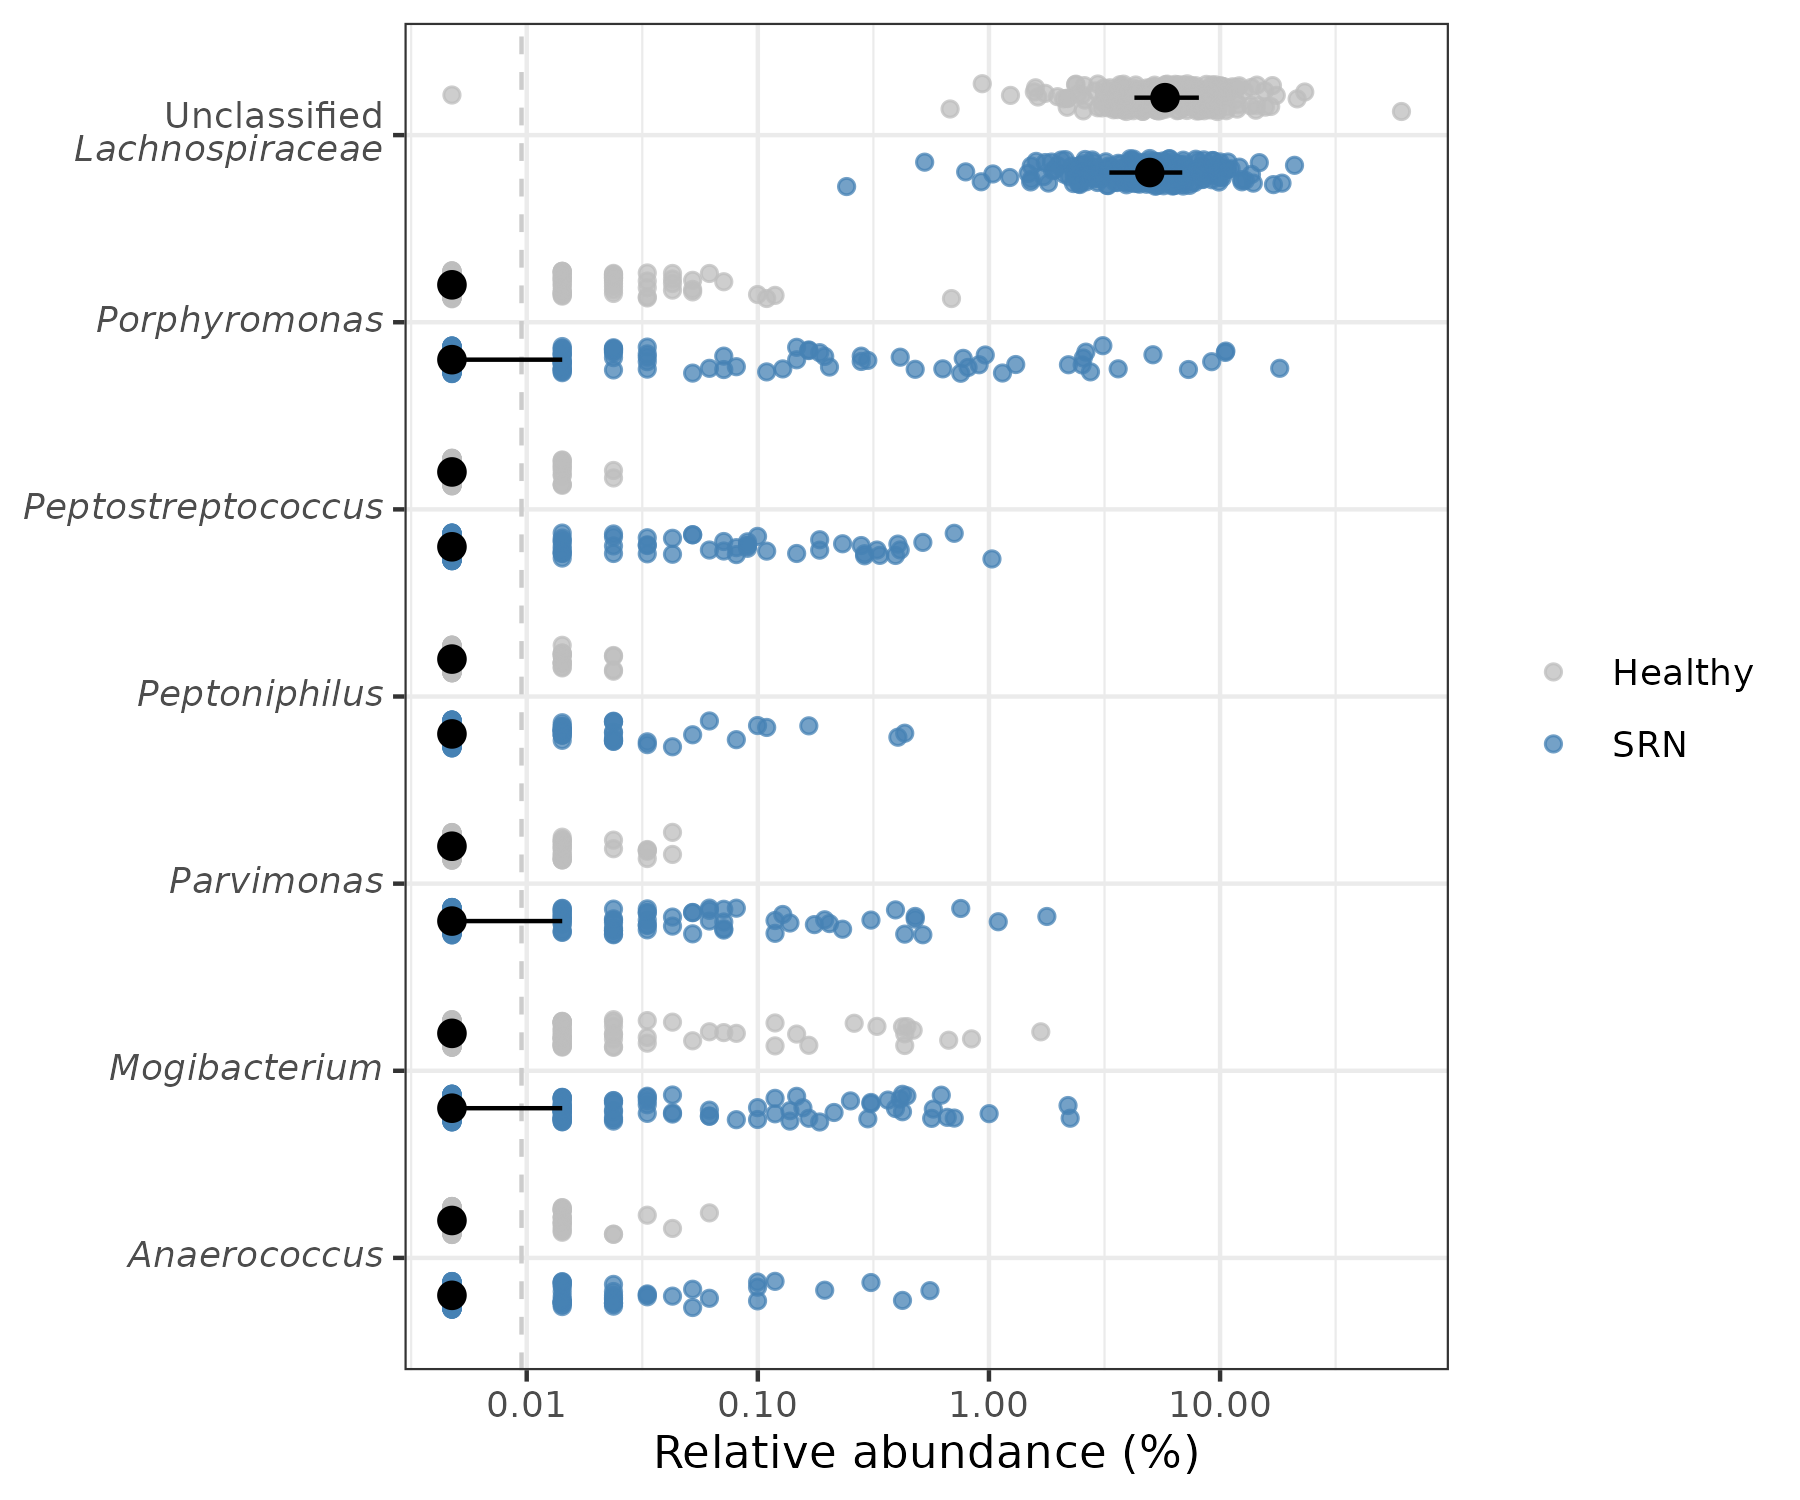 Unclassified
Lachnospiraceae
Porphyromonas
Peptostreptococcus
Peptoniphilus
Parvimonas
Mogibacterium
Anaerococcus
0.01 0.10 1.00 10.00
Relative abundance (%)
Healthy
SRN